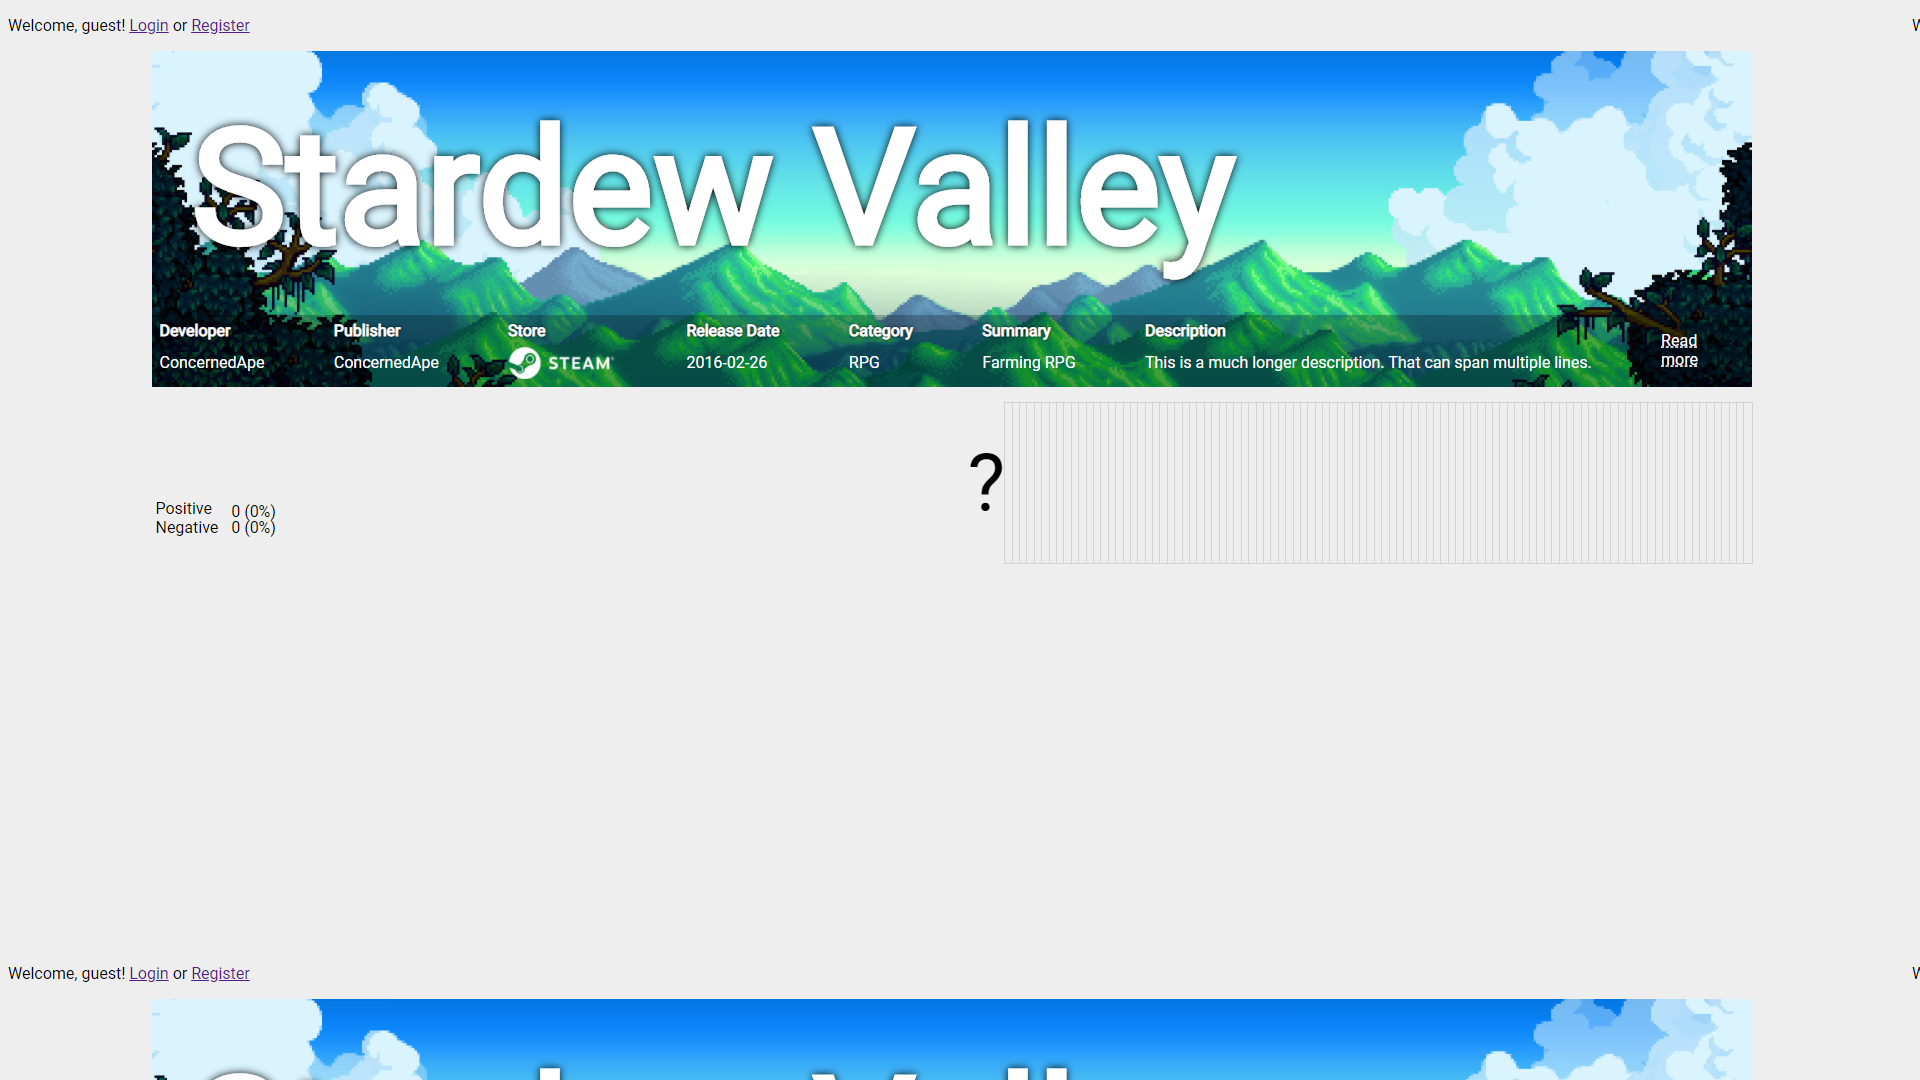 Welcome, guest! Login or Register
W
Stardew Valley
Developer Publisher Store Release Date Category Summary Description
Read
more
ConcernedApe ConcernedApe STEAM 2016-02-26 RPG Farming RPG This is a much longer description. That can span multiple lines.
?
Positive 0 (0%)
Negative 0 (0%)
Welcome, guest! Login or Register
W
Stardew Valley